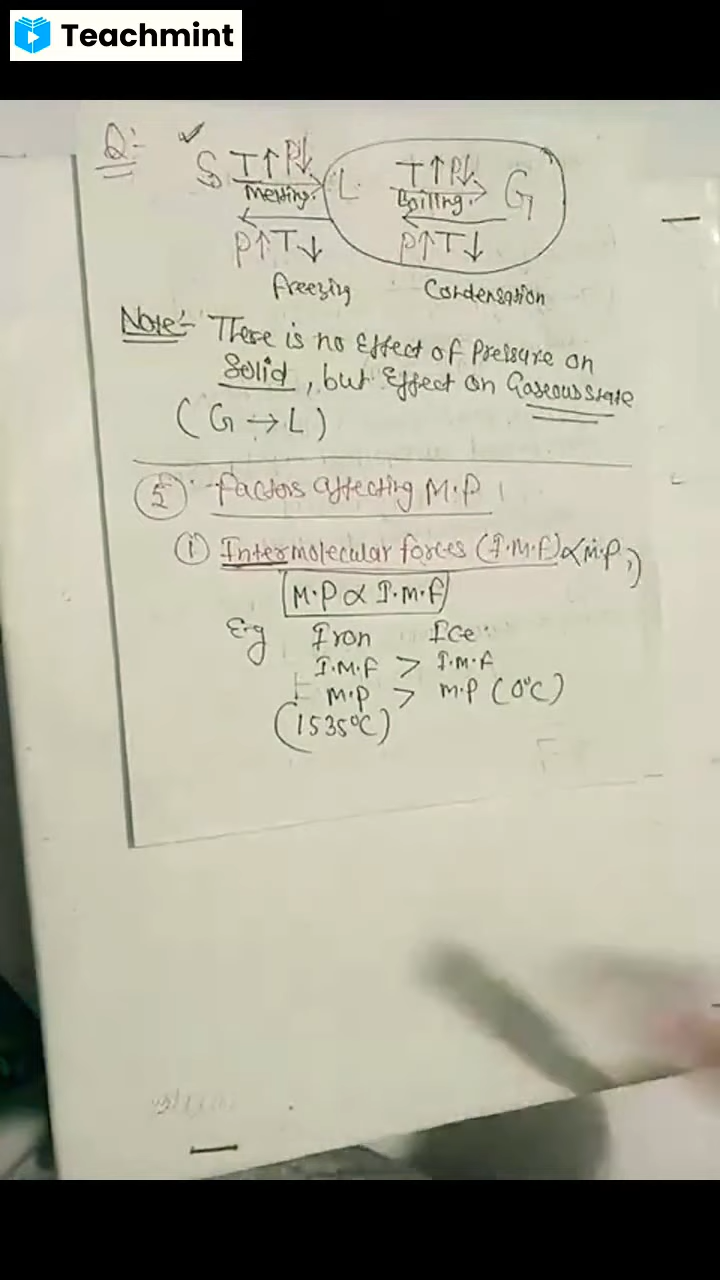 Teachmint
Q:-
✓ S T↑ P↓ L T↑ P↓ G
Melting. Boiling.
P↑ T↓ P↑ T↓
Freezing Condensation
Note:- There is no Effect of Pressure on
Solid, but Effect on Gaseous state
(G → L)
5 Factors affecting M.P
① Intermolecular forces (I.M.F) ∝ M.P,)
M.P ∝ I.M.F
E.g Iron Ice
I.M.F > I.M.F
M.P > M.P (0°C)
(1535°C)